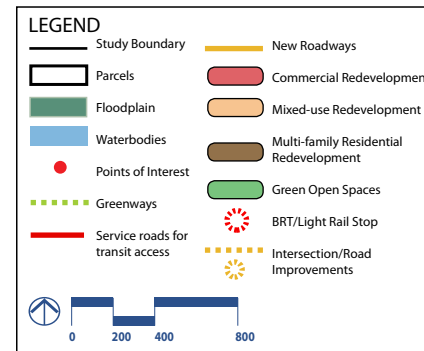 LEGEND
Study Boundary
Parcels
Floodplain
Waterbodies
Points of Interest
Greenways
Service roads for
transit access
New Roadways
Commercial Redevelopment
Mixed-use Redevelopment
Multi-family Residential
Redevelopment
Green Open Spaces
BRT/Light Rail Stop
Intersection/Road
Improvements
0 200 400 800